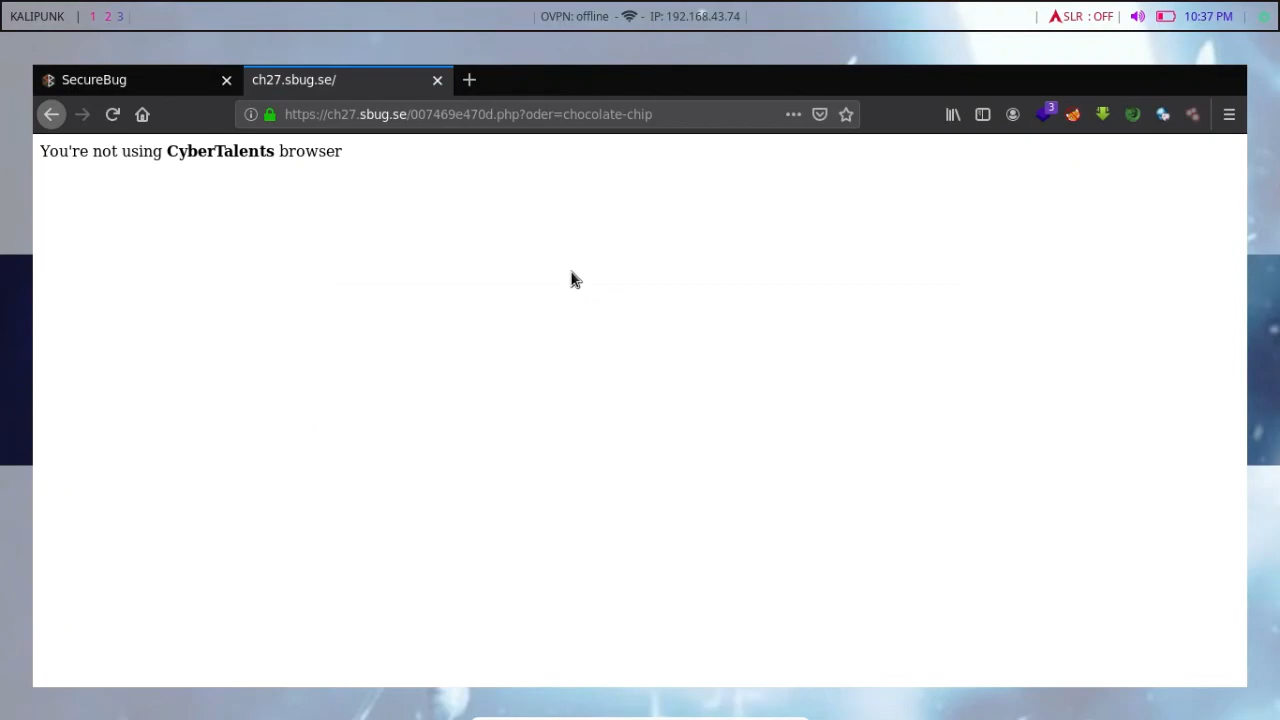 KALIPUNK | 1 2 3 | OVPN: offline - - IP: 192.168.43.74 | | SLR : OFF | 10:37 PM |
SecureBug ch27.sbug.se/
https://ch27.sbug.se/007469e470d.php?oder=chocolate-chip 3
You're not using CyberTalents browser